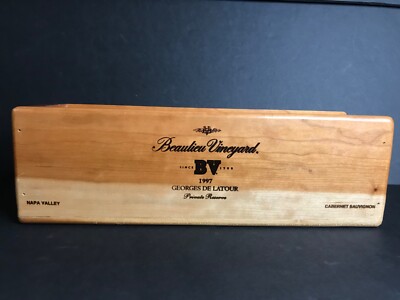 Beaulieu Vineyard®
SINCE BV 1900
1997
GEORGES DE LATOUR
Private Reserve
NAPA VALLEY
CABERNET SAUVIGNON